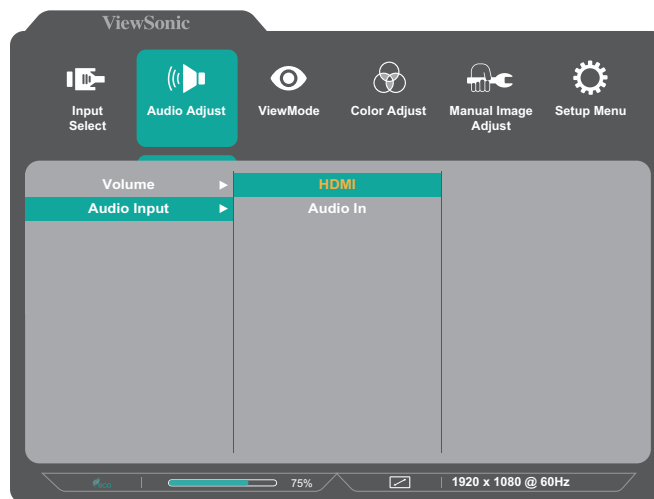 ViewSonic
Input Select
Audio Adjust
ViewMode
Color Adjust
Manual Image Adjust
Setup Menu
Volume
HDMI
Audio Input
Audio In
eco
75%
1920 x 1080 @ 60Hz